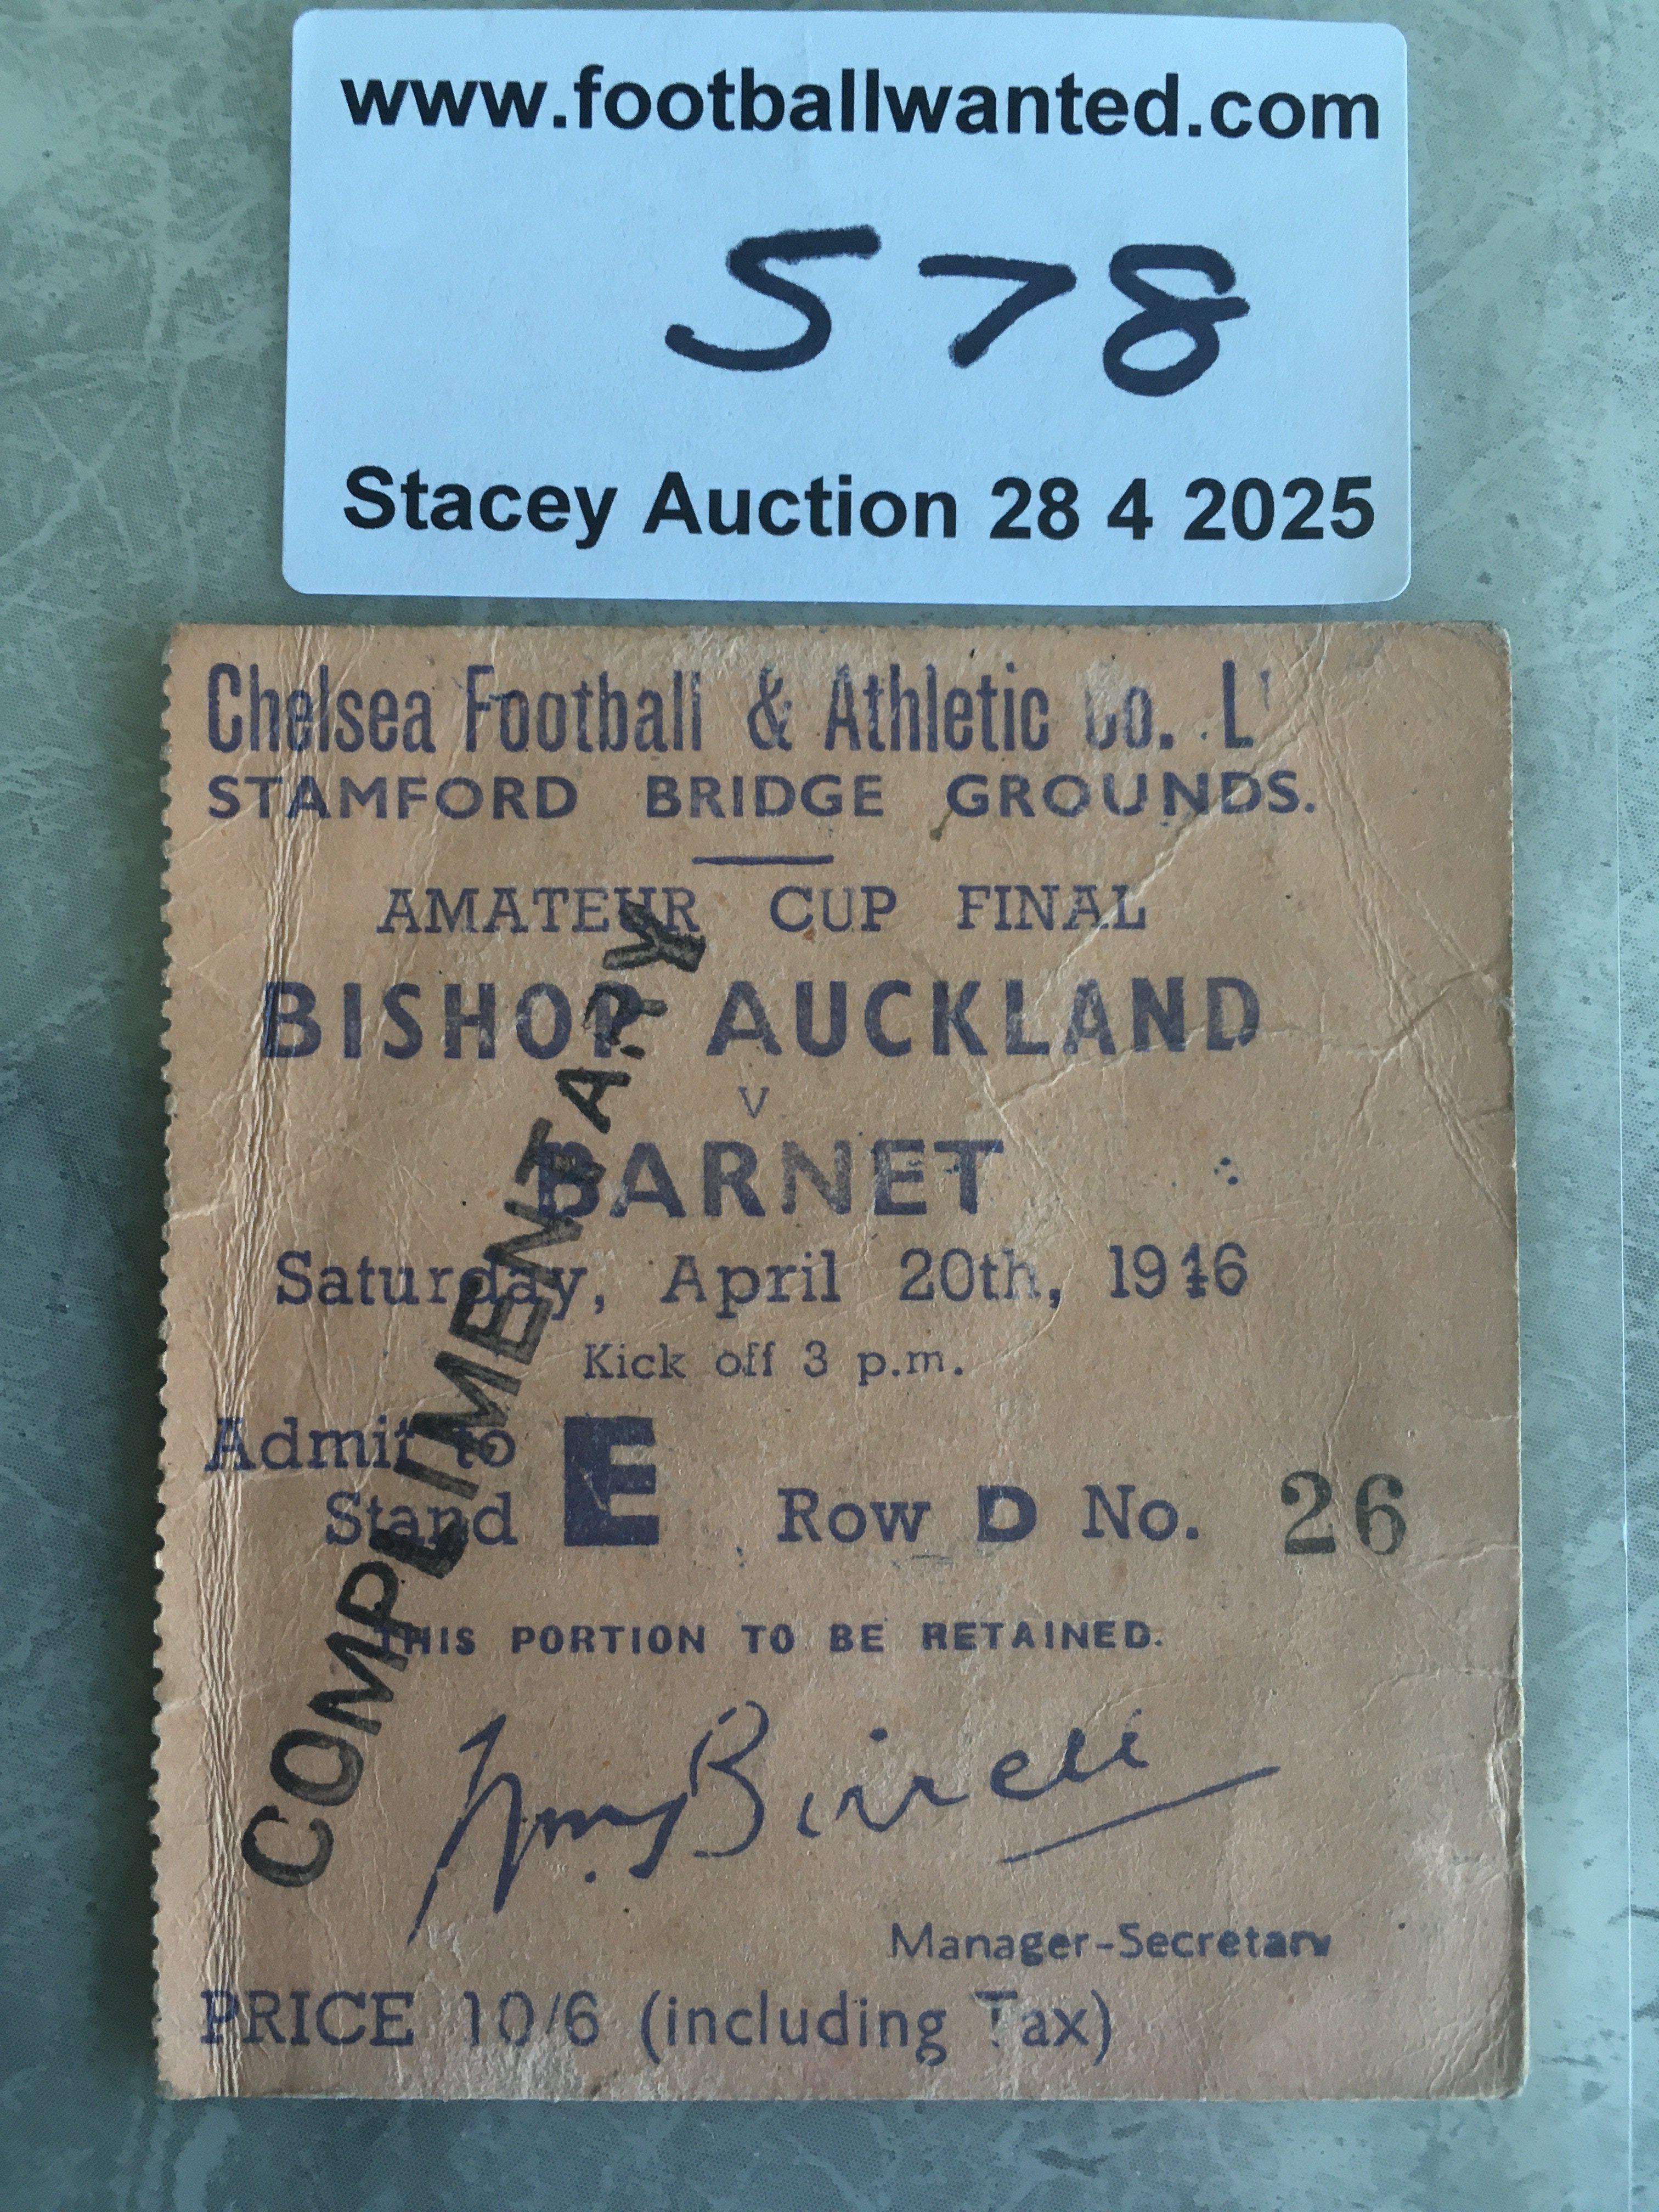 www.footballwanted.com
578
Stacey Auction 28 4 2025
Chelsea Football & Athletic Co. L
STAMFORD BRIDGE GROUNDS.
AMATEUR CUP FINAL
BISHOP AUCKLAND
v
BARNET
Saturday, April 20th, 1946
Kick off 3 p.m.
Admit to
Stand E Row D No. 26
THIS PORTION TO BE RETAINED.
Wm. J Birrell
Manager-Secretary
PRICE 10/6 (including Tax)
COMPLIMENTARY